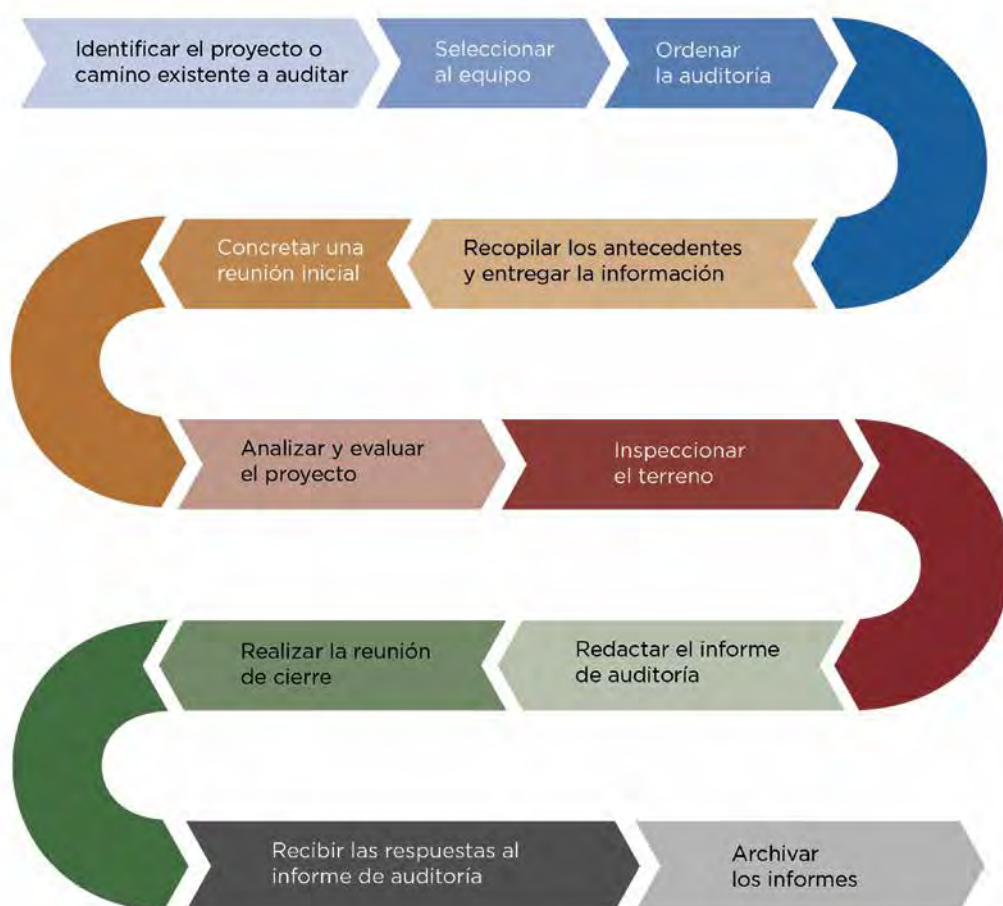 Identificar el proyecto o
camino existente a auditar
Seleccionar
al equipo
Ordenar
la auditoría
Recopilar los antecedentes
y entregar la información
Concretar una
reunión inicial
Analizar y evaluar
el proyecto
Inspeccionar
el terreno
Redactar el informe
de auditoría
Realizar la reunión
de cierre
Recibir las respuestas al
informe de auditoría
Archivar
los informes